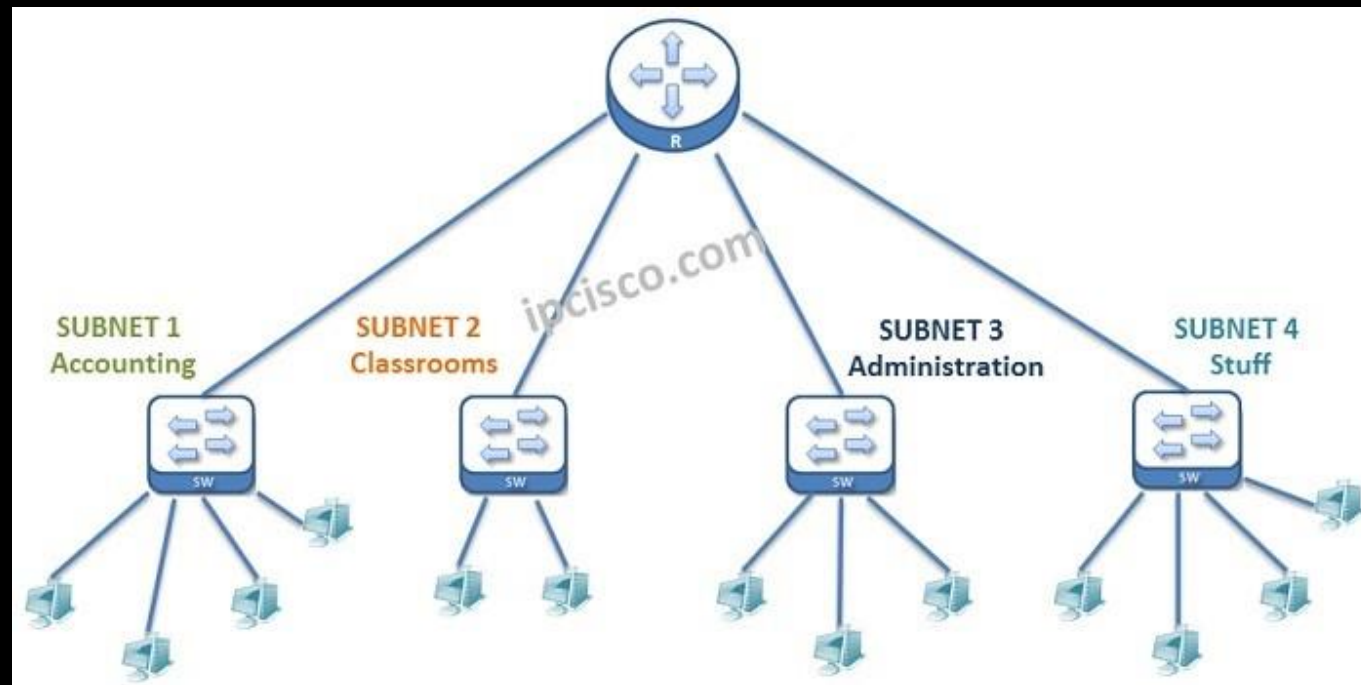 R
ipcisco.com
SUBNET 1
Accounting
SUBNET 2
Classrooms
SUBNET 3
Administration
SUBNET 4
Stuff
SW
SW
SW
SW